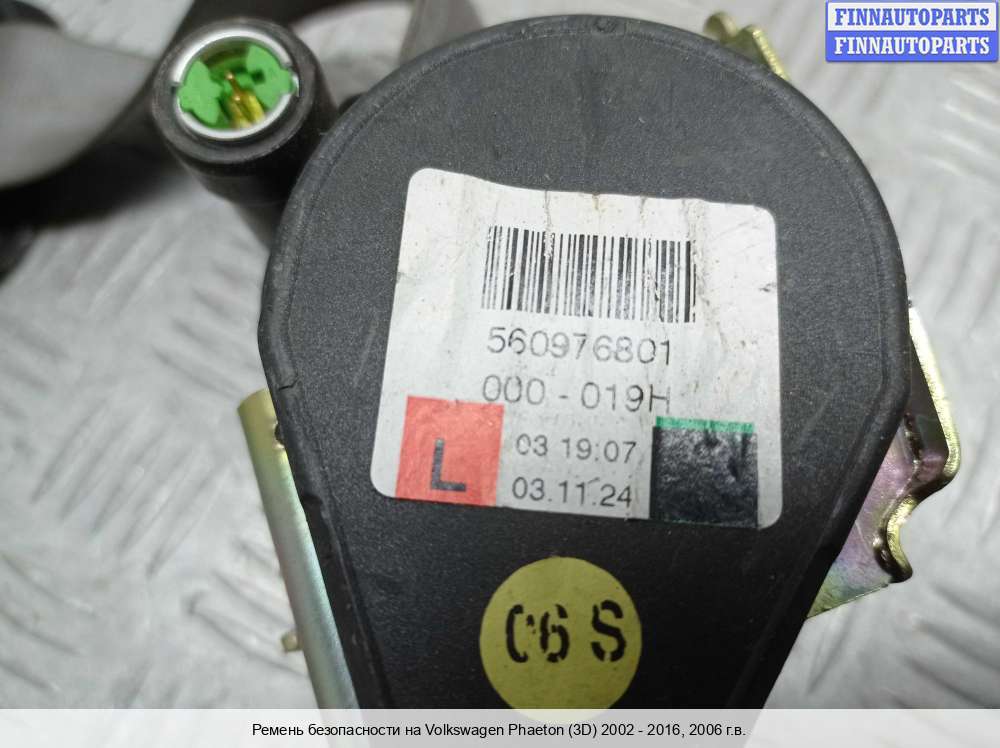 FINNAUTOPARTS
FINNAUTOPARTS
560976801
000 - 019H
L
03 19:07
03.11.24
06 S
Ремень безопасности на Volkswagen Phaeton (3D) 2002 - 2016, 2006 г.в.